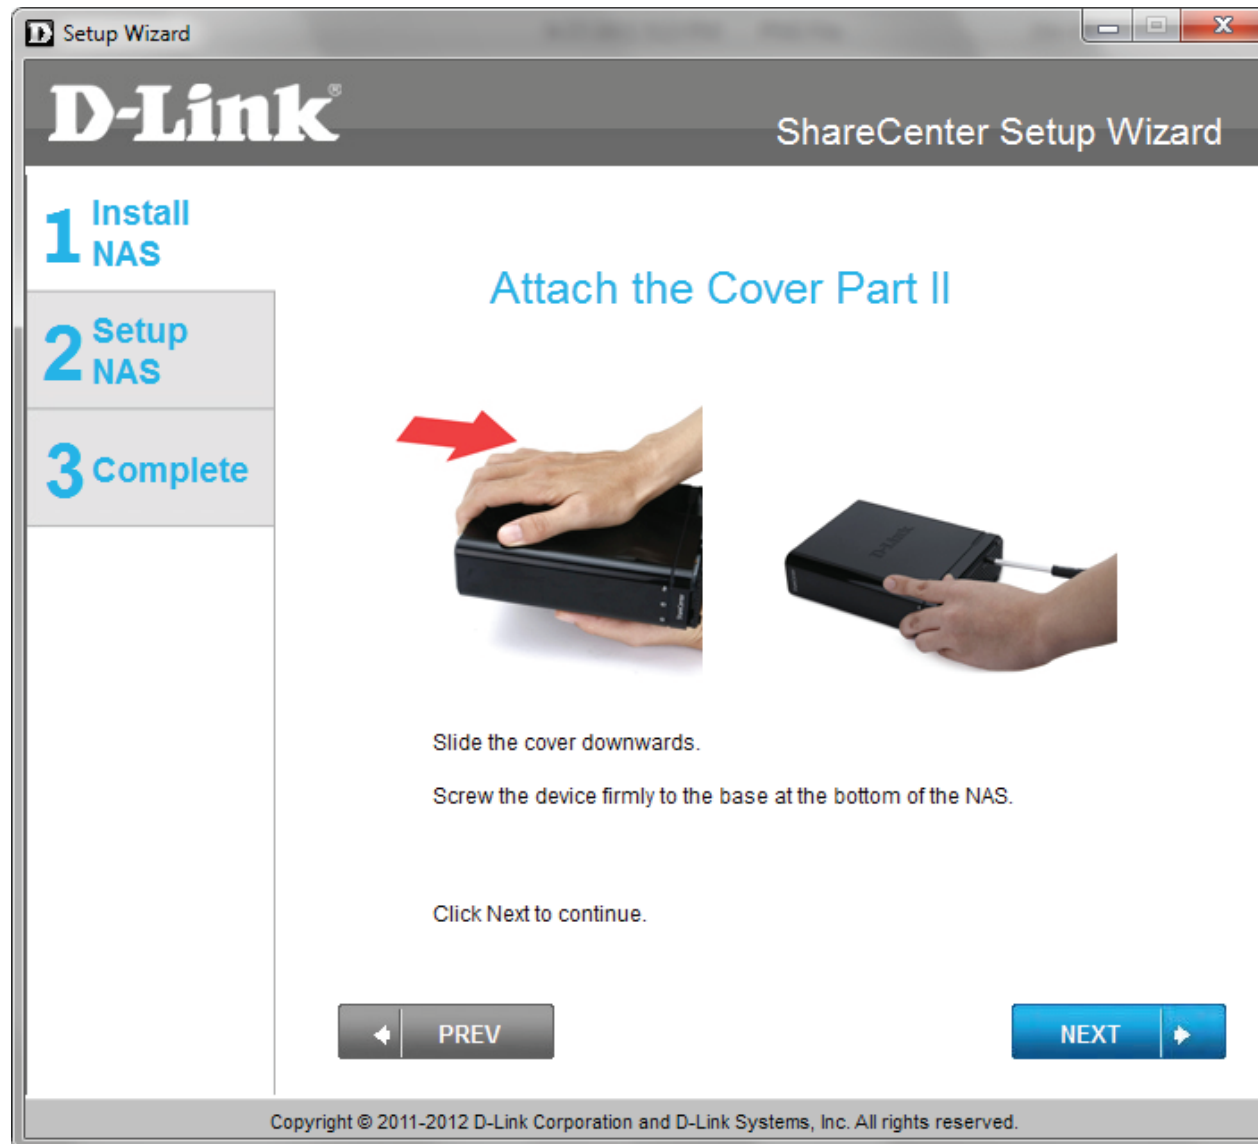 Setup Wizard
D-Link®
ShareCenter Setup Wizard
1 Install
NAS
2 Setup
NAS
3 Complete
Attach the Cover Part II
D-Link
Slide the cover downwards.
Screw the device firmly to the base at the bottom of the NAS.
Click Next to continue.
PREV
NEXT
Copyright © 2011-2012 D-Link Corporation and D-Link Systems, Inc. All rights reserved.